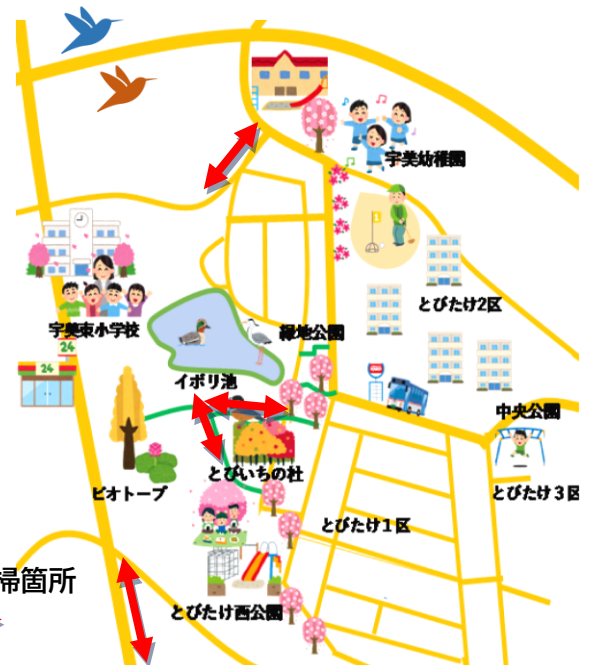 宇美幼稚園
とびたけ2区
宇美東小学校
緑地公園
24
24
イボリ池
中央公園
とびいちの杜
ビオトープ
とびたけ3区
とびたけ1区
掃箇所
とびたけ西公園